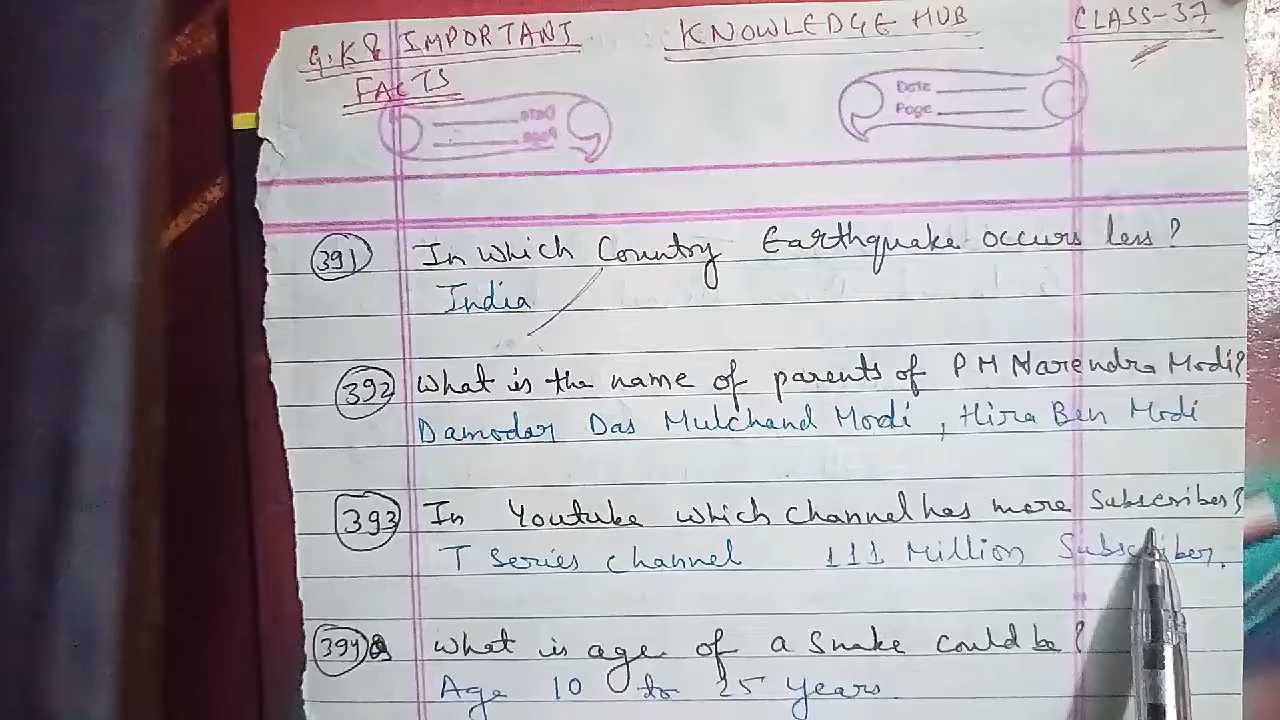 G.K & IMPORTANT FACTS
KNOWLEDGE HUB
CLASS-37
Date
Page
Date
Page
391 In which Country Earthquake occurs less?
India
392 What is the name of parents of PM Narendra Modi?
Damodar Das Mulchand Modi, Hira Ben Modi
393 In Youtube which channel has more Subscriber?
T Series Channel 111 Million Subscriber.
394 What is age of a Snake could be?
Age 10 to 25 years.